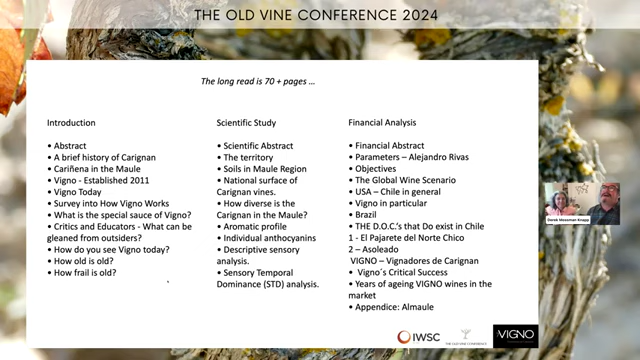 THE OLD VINE CONFERENCE 2024
The long read is 70 + pages ...
Introduction
• Abstract
• A brief history of Carignan
• Cariñena in the Maule
• Vigno - Established 2011
• Vigno Today
• Survey into How Vigno Works
• What is the special sauce of Vigno?
• Critics and Educators - What can be
gleaned from outsiders?
• How do you see Vigno today?
• How old is old?
• How frail is old?
Scientific Study
• Scientific Abstract
• The territory
• Soils in Maule Region
• National surface of
Carignan vines.
• How diverse is the
Carignan in the Maule?
• Aromatic profile
• Individual anthocyanins
• Descriptive sensory
analysis.
• Sensory Temporal
Dominance (STD) analysis.
Financial Analysis
• Financial Abstract
• Parameters – Alejandro Rivas
• Objectives
• The Global Wine Scenario
• USA – Chile in general
• Vigno in particular
• Brazil
• THE D.O.C.'s that Do exist in Chile
1 - El Pajarete del Norte Chico
2 – Asoleado
VIGNO – Vignadores de Carignan
• Vigno´s Critical Success
• Years of ageing VIGNO wines in the
market
• Appendice: Almaule
Derek Mossman Knapp
IWSC
THE OLD VINE CONFERENCE
VIGNO